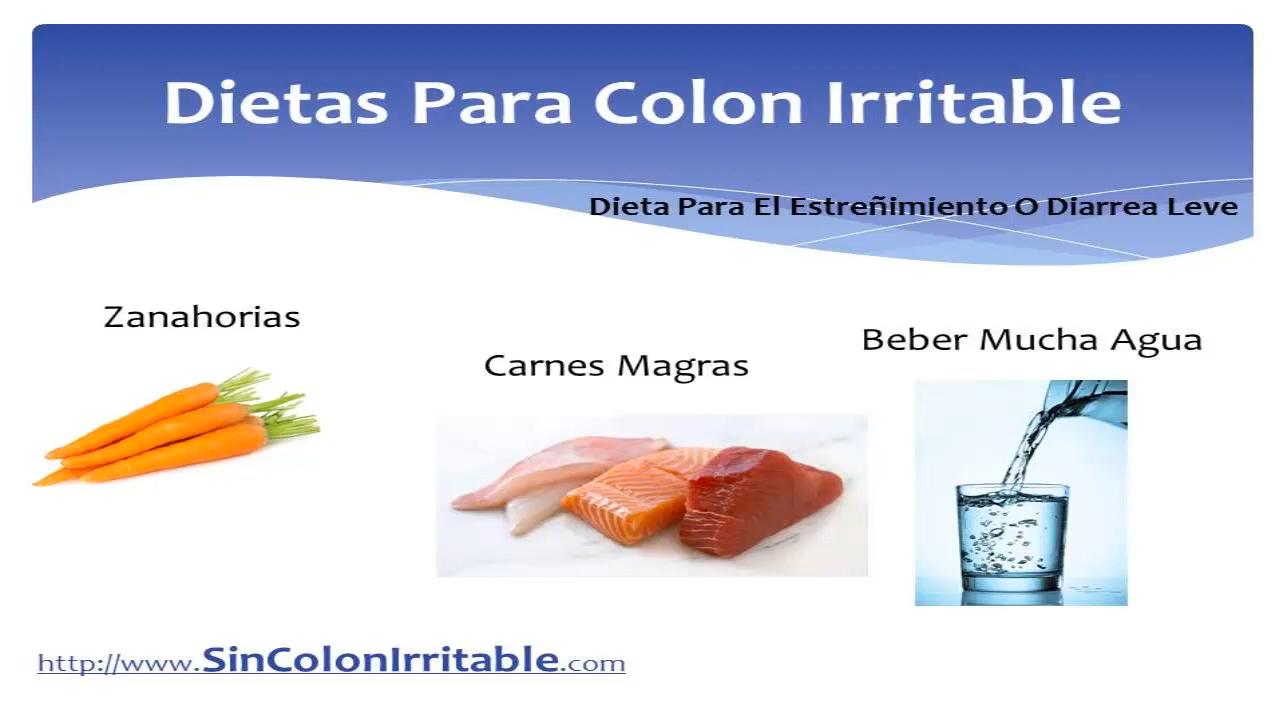 Dietas Para Colon Irritable
Dieta Para El Estreñimiento O Diarrea Leve
Zanahorias
Carnes Magras
Beber Mucha Agua
http://www.SinColonIrritable.com